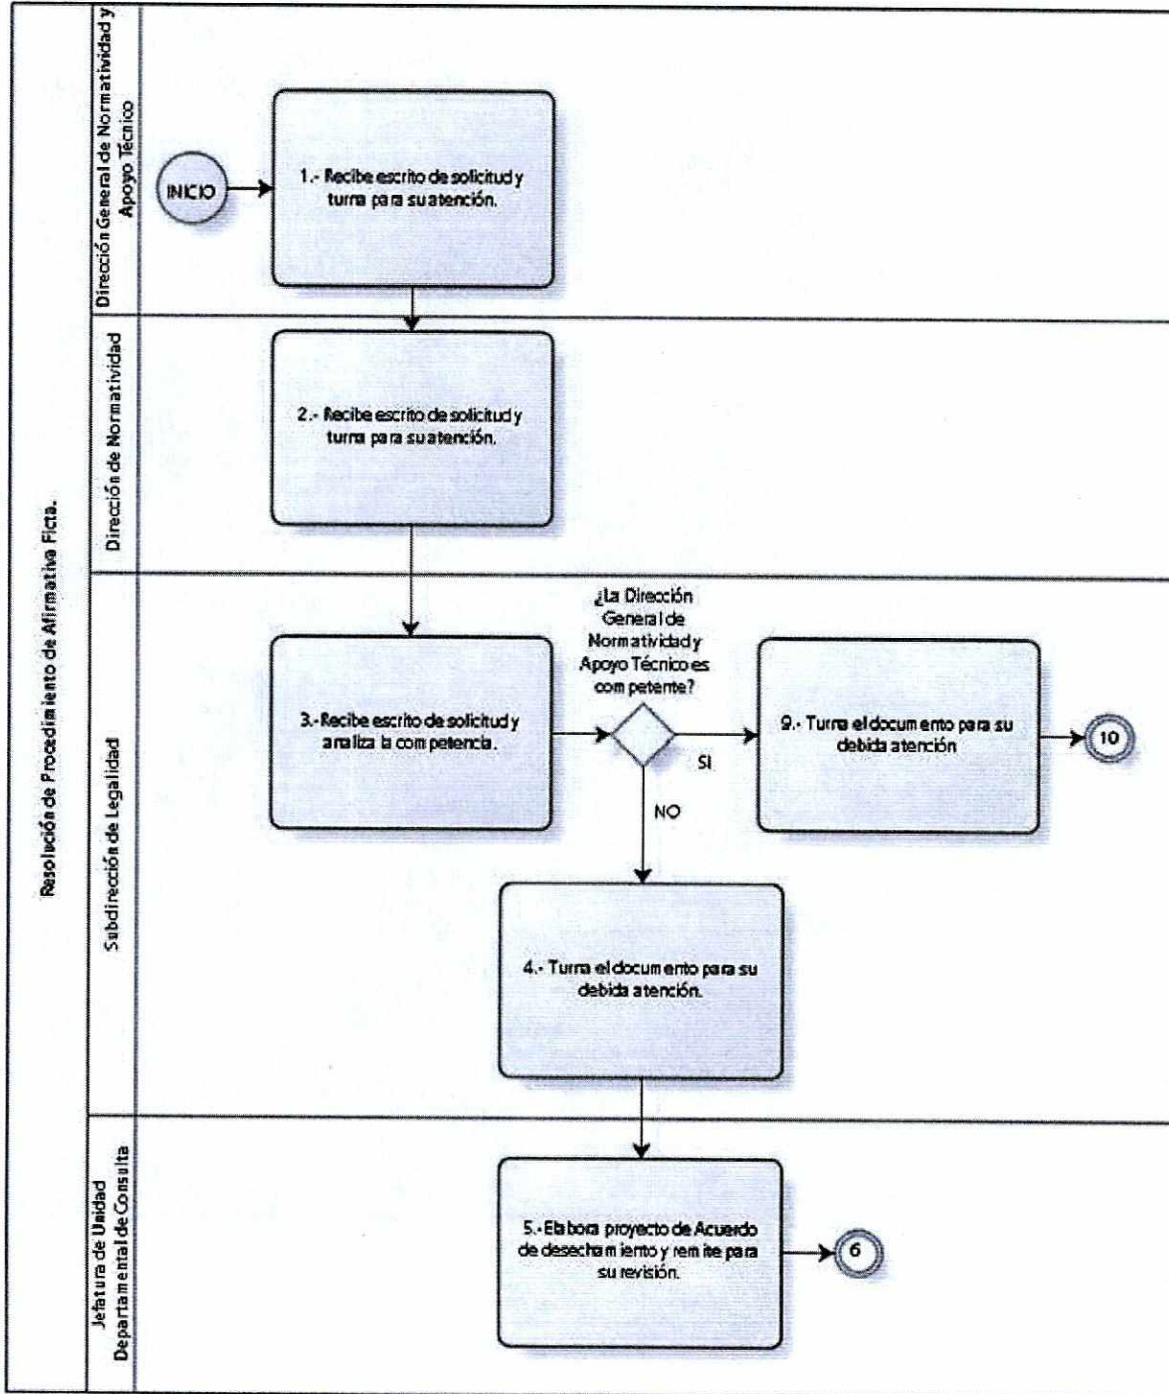 Resolución de Procedimiento de Afirmativa Ficta.
Dirección General de Normatividad y
Apoyo Técnico
INICIO
1.- Recibe escrito de solicitud y
turna para su atención.
Dirección de Normatividad
2.- Recibe escrito de solicitud y
turna para su atención.
Subdirección de Legalidad
3.- Recibe escrito de solicitud y
analiza la competencia.
¿La Dirección
General de
Normatividad y
Apoyo Técnico es
competente?
SI
NO
9.- Turna el documento para su
debida atención
10
4.- Turna el documento para su
debida atención.
Jefatura de Unidad
Departamental de Consulta
5.- Elabora proyecto de Acuerdo
de desechamiento y remite para
su revisión.
6